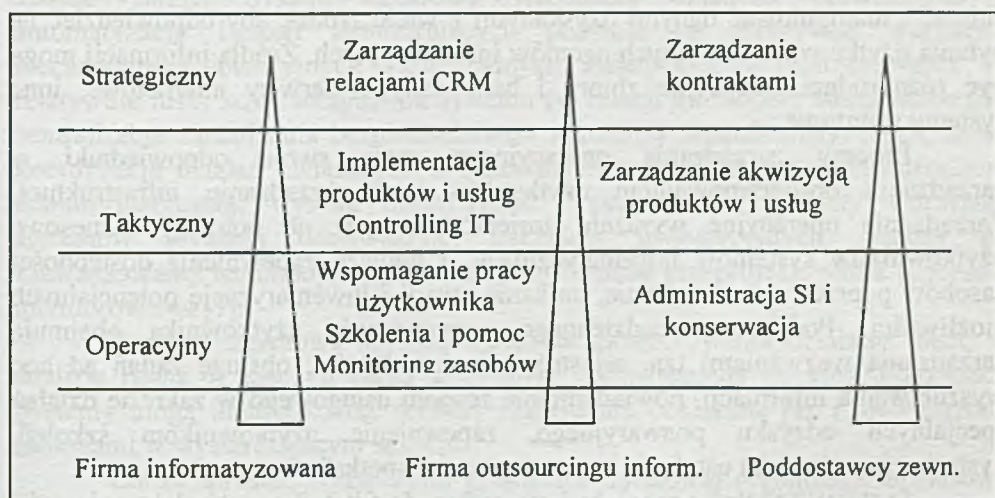 Strategiczny
Zarządzanie
relacjami CRM
Zarządzanie
kontraktami
Taktyczny
Implementacja
produktów i usług
Controlling IT
Zarządzanie akwizycją
produktów i usług
Operacyjny
Wspomaganie pracy
użytkownika
Szkolenia i pomoc
Monitoring zasobów
Administracja SI i
konserwacja
Firma informatyzowana
Firma outsourcingu inform.
Poddostawcy zewn.